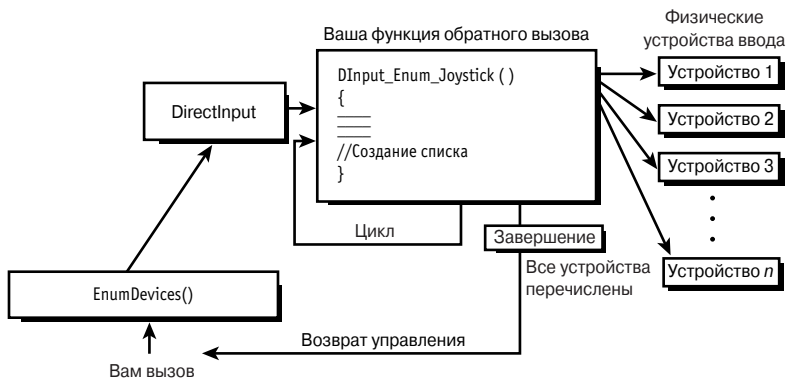 Ваша функция обратного вызова
Физические
устройства ввода
DInput_Enum_Joystick ( )
{
//Создание списка
}
DirectInput
Устройство 1
Устройство 2
Устройство 3
Устройство n
Цикл
Завершение
Все устройства
перечислены
EnumDevices()
Возврат управления
Вам вызов